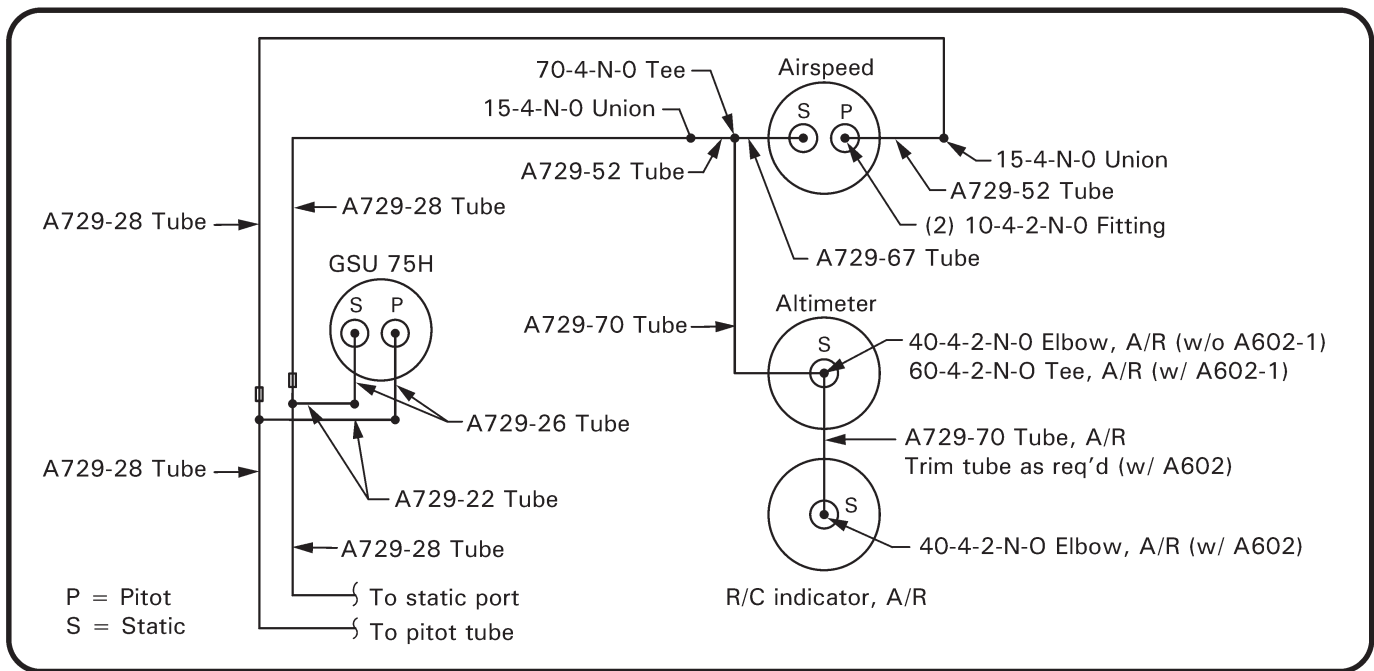 70-4-N-0 Tee
Airspeed
15-4-N-0 Union
S P
15-4-N-0 Union
A729-52 Tube
A729-52 Tube
A729-28 Tube
A729-28 Tube
(2) 10-4-2-N-0 Fitting
A729-67 Tube
GSU 75H
S P
Altimeter
A729-70 Tube
S
40-4-2-N-0 Elbow, A/R (w/o A602-1)
60-4-2-N-O Tee, A/R (w/ A602-1)
A729-26 Tube
A729-70 Tube, A/R
Trim tube as req'd (w/ A602)
A729-28 Tube
A729-22 Tube
S
A729-28 Tube
40-4-2-N-O Elbow, A/R (w/ A602)
P = Pitot
S = Static
To static port
To pitot tube
R/C indicator, A/R